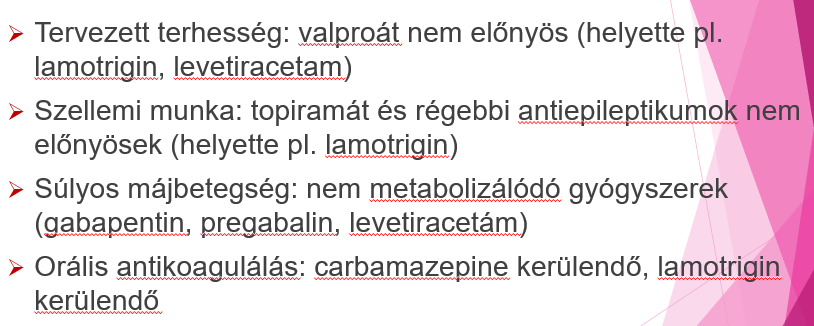 Tervezett terhesség: valproát nem előnyös (helyette pl.
lamotrigin, levetiracetam)
Szellemi munka: topiramát és régebbi antiepileptikumok nem
előnyösek (helyette pl. lamotrigin)
Súlyos májbetegség: nem metabolizálódó gyógyszerek
(gabapentin, pregabalin, levetiracetám)
Orális antikoagulálás: carbamazepine kerülendő, lamotrigin
kerülendő